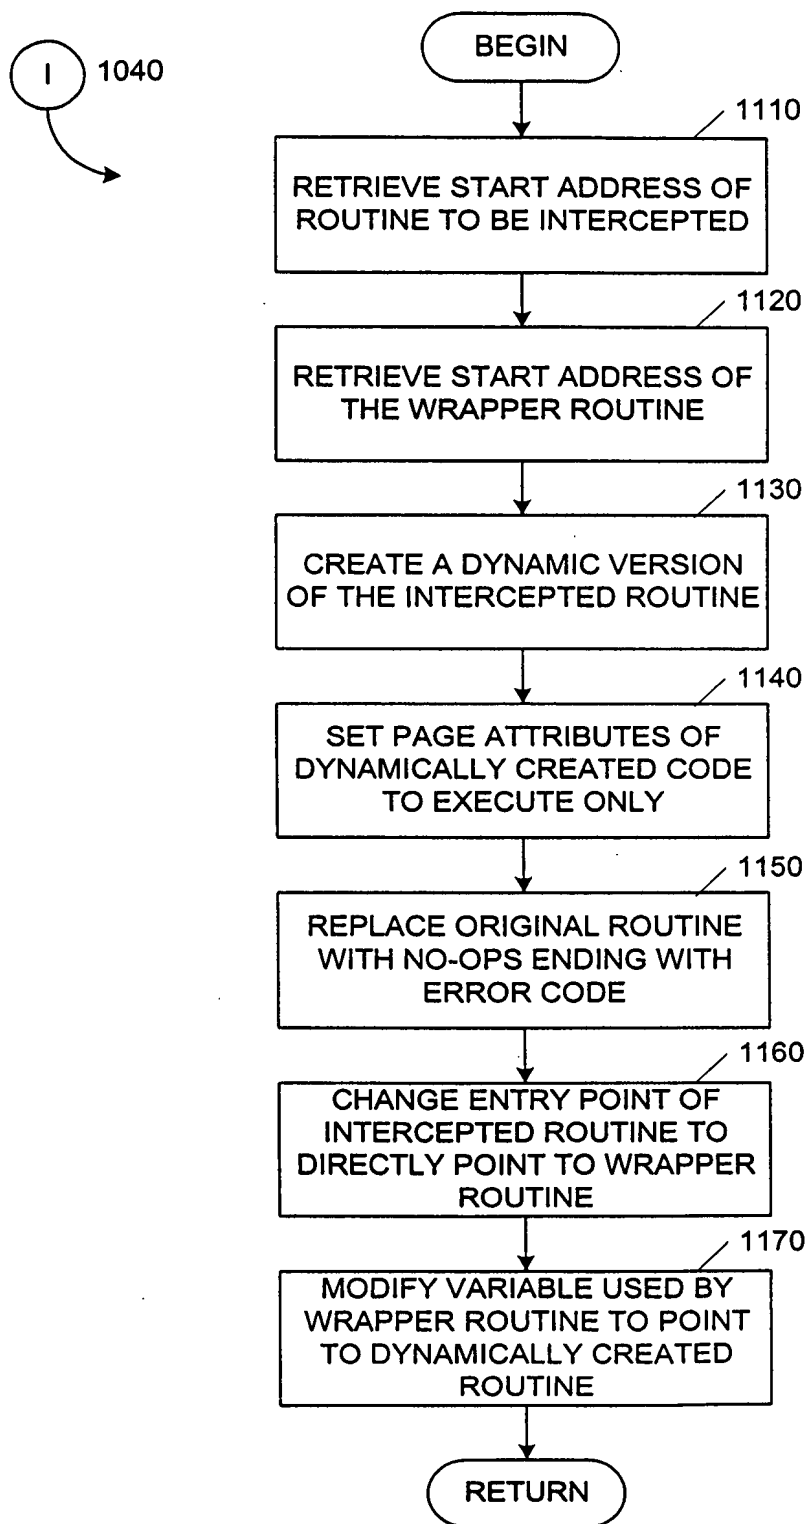 I
1040
BEGIN
1110
RETRIEVE START ADDRESS OF
ROUTINE TO BE INTERCEPTED
1120
RETRIEVE START ADDRESS OF
THE WRAPPER ROUTINE
1130
CREATE A DYNAMIC VERSION
OF THE INTERCEPTED ROUTINE
1140
SET PAGE ATTRIBUTES OF
DYNAMICALLY CREATED CODE
TO EXECUTE ONLY
1150
REPLACE ORIGINAL ROUTINE
WITH NO-OPS ENDING WITH
ERROR CODE
1160
CHANGE ENTRY POINT OF
INTERCEPTED ROUTINE TO
DIRECTLY POINT TO WRAPPER
ROUTINE
1170
MODIFY VARIABLE USED BY
WRAPPER ROUTINE TO POINT
TO DYNAMICALLY CREATED
ROUTINE
RETURN